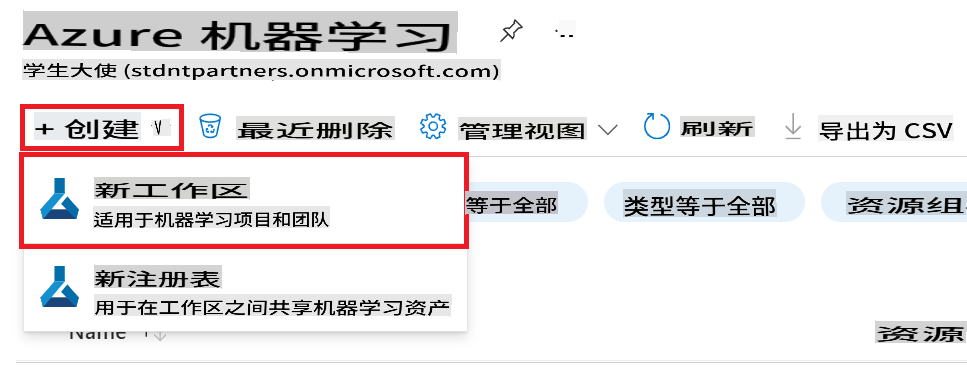 Azure 机器学习
学生大使 (stdntpartners.onmicrosoft.com)
+ 创建 最近删除 管理视图 刷新 导出为 CSV
新工作区
适用于机器学习项目和团队
等于全部 类型等于全部 资源组
新注册表
用于在工作区之间共享机器学习资产
Name
资源